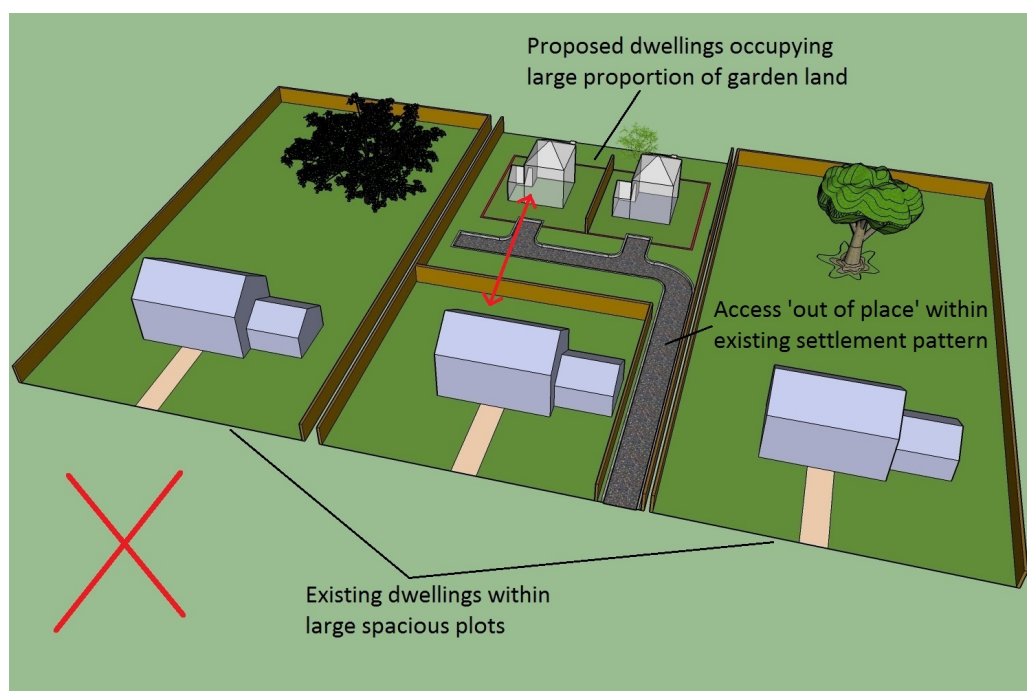 Proposed dwellings occupying
large proportion of garden land
Access 'out of place' within
existing settlement pattern
Existing dwellings within
large spacious plots